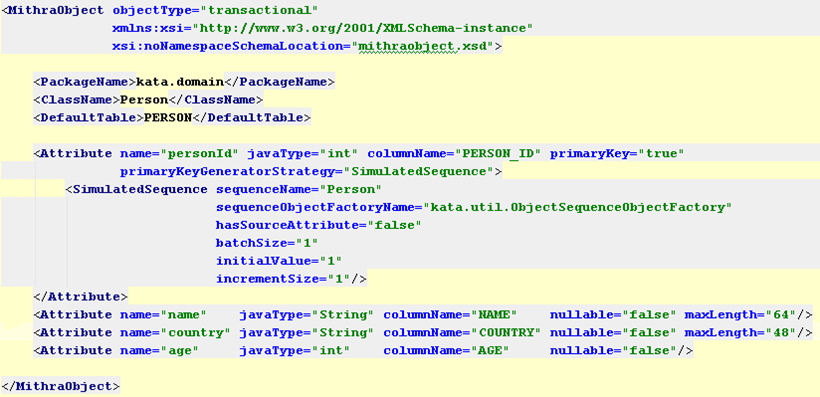 <MithraObject objectType="transactional"
xmlns:xsi="http://www.w3.org/2001/XMLSchema-instance"
xsi:noNamespaceSchemaLocation="mithraobject.xsd">
<PackageName>kata.domain</PackageName>
<ClassName>Person</ClassName>
<DefaultTable>PERSON</DefaultTable>
<Attribute name="personId" javaType="int" columnName="PERSON_ID" primaryKey="true"
primaryKeyGeneratorStrategy="SimulatedSequence">
<SimulatedSequence sequenceName="Person"
sequenceObjectFactoryName="kata.util.ObjectSequenceObjectFactory"
hasSourceAttribute="false"
batchSize="1"
initialValue="1"
incrementSize="1"/>
</Attribute>
<Attribute name="name" javaType="String" columnName="NAME" nullable="false" maxLength="64"/>
<Attribute name="country" javaType="String" columnName="COUNTRY" nullable="false" maxLength="48"/>
<Attribute name="age" javaType="int" columnName="AGE" nullable="false"/>
</MithraObject>